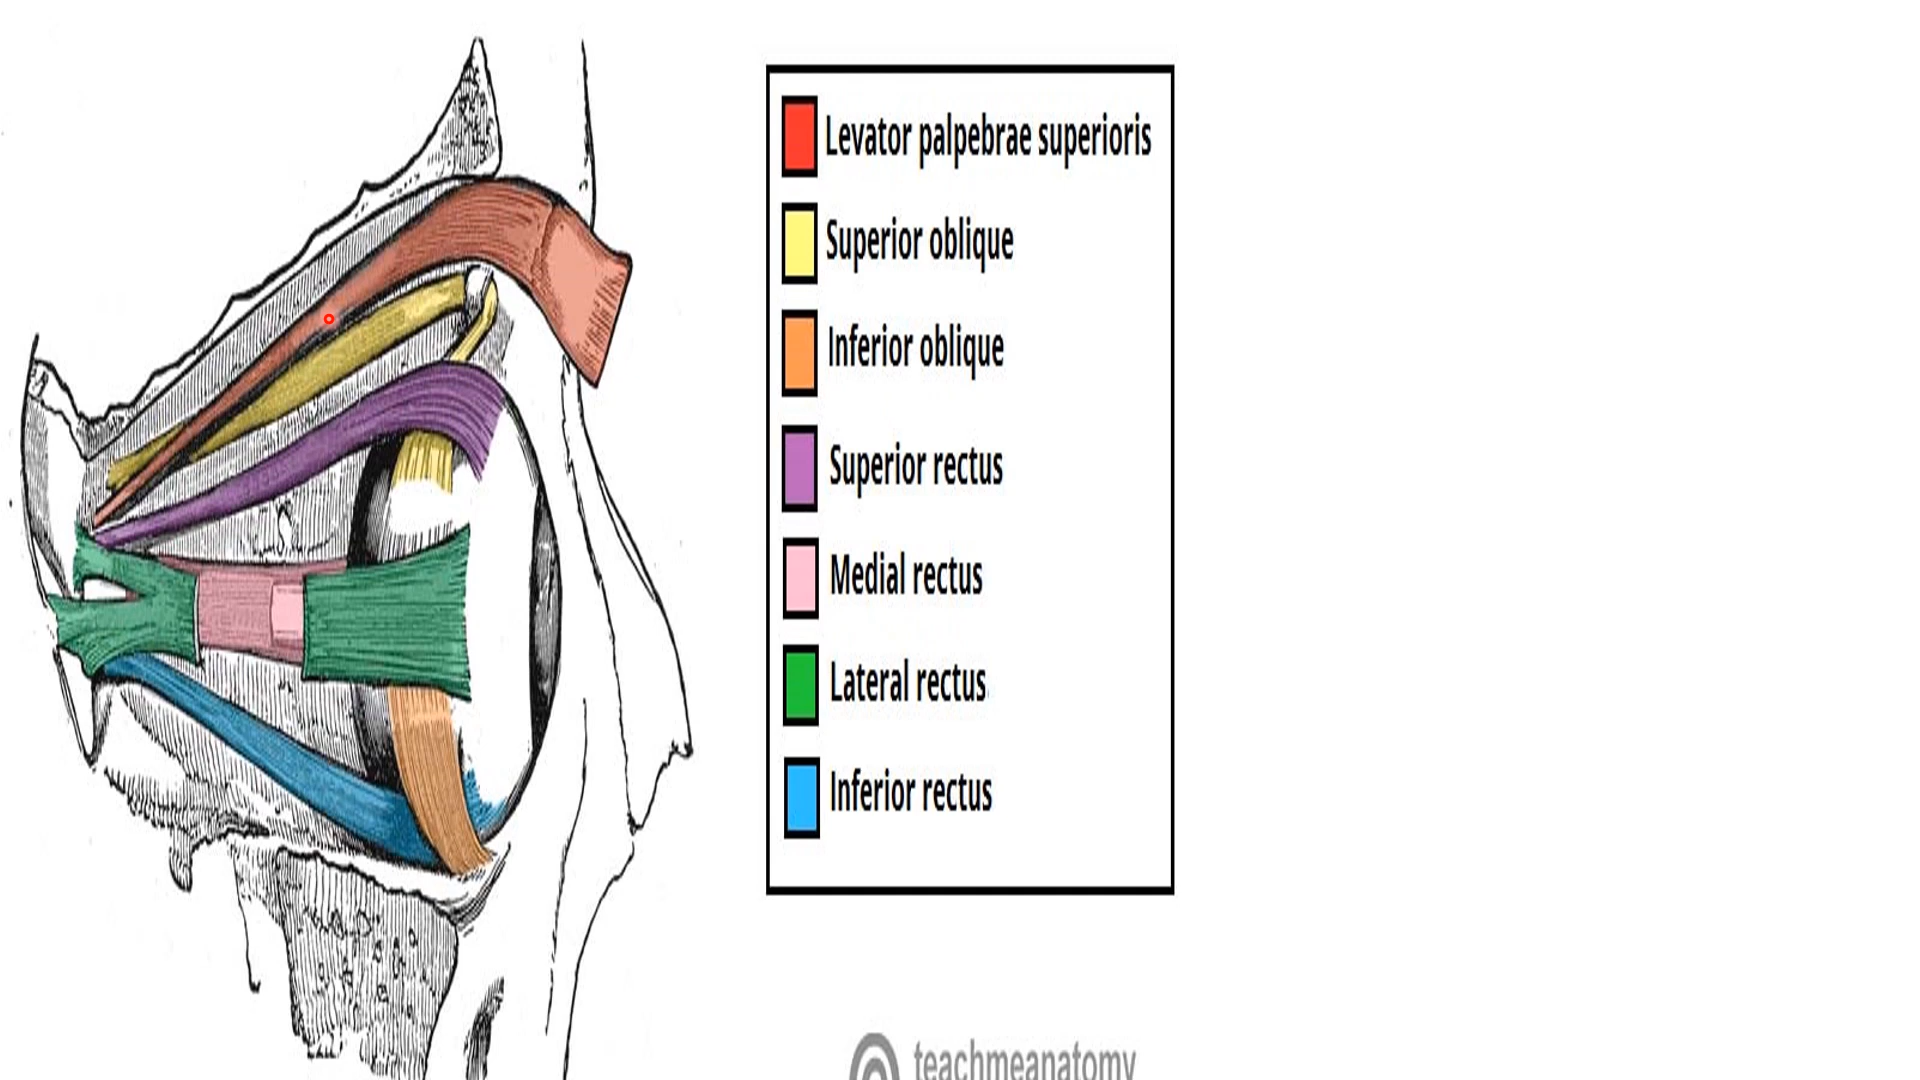 Levator palpebrae superioris
Superior oblique
Inferior oblique
Superior rectus
Medial rectus
Lateral rectus
Inferior rectus
teachmeanatomy